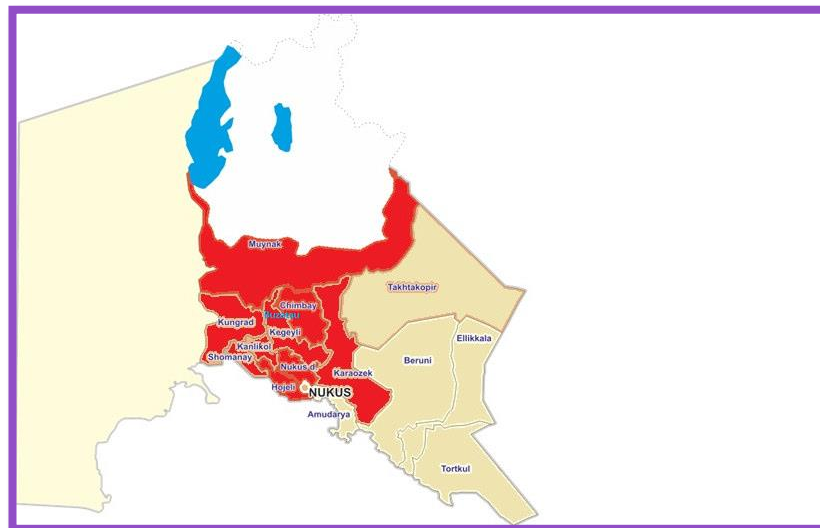 Muynak
Takhtakopir
Chimbay
Kungrad
Kegeyli
Ellikkala
Kanlikol
Shomanay
Beruni
Nukus d.
Karaozek
Hojeli
NUKUS
Amudarya
Tortkul